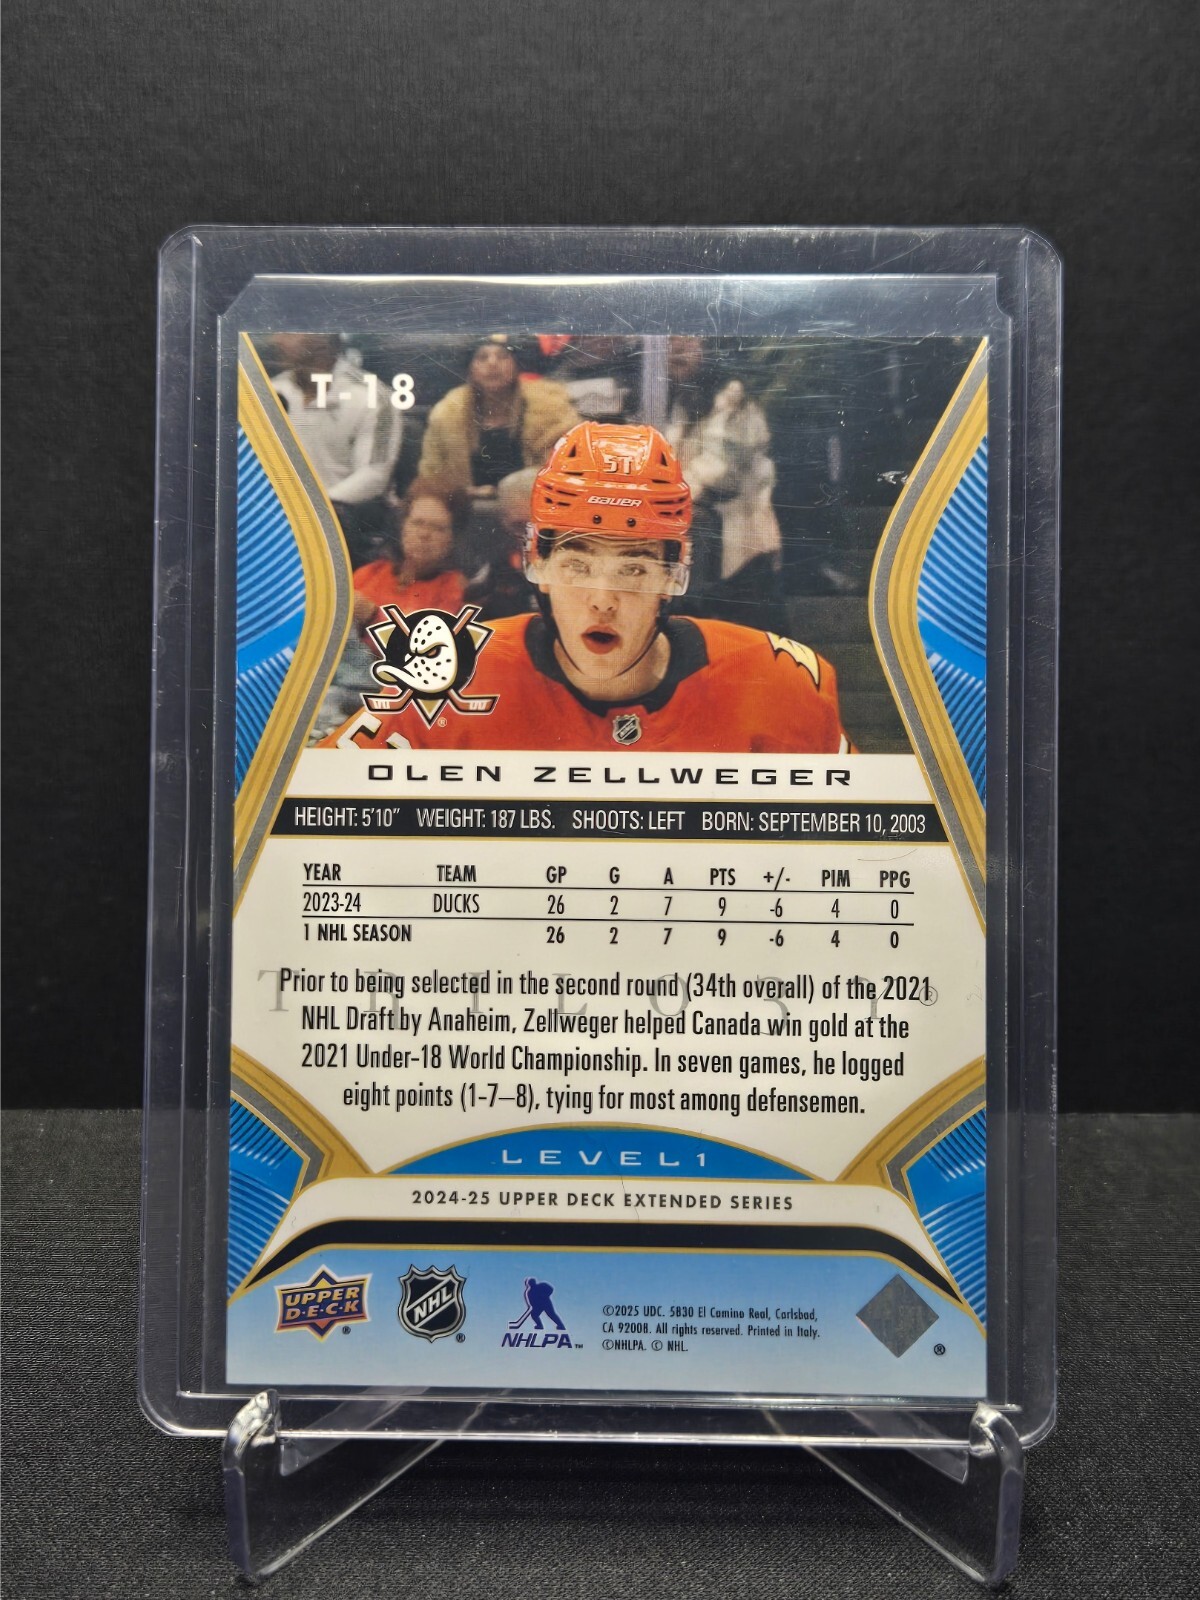 T-18
51
BAUER
OLEN ZELLWEGER
HEIGHT: 5'10" WEIGHT: 187 LBS. SHOOTS: LEFT BORN: SEPTEMBER 10, 2003
YEAR TEAM GP G A PTS +/- PIM PPG
2023-24 DUCKS 26 2 7 9 -6 4 0
1 NHL SEASON 26 2 7 9 -6 4 0
TRILO3Y®
Prior to being selected in the second round (34th overall) of the 2021
NHL Draft by Anaheim, Zellweger helped Canada win gold at the
2021 Under-18 World Championship. In seven games, he logged
eight points (1-7—8), tying for most among defensemen.
LEVEL 1
2024-25 UPPER DECK EXTENDED SERIES
UPPER
D·E·C·K
NHL
NHLPA™
©2025 UDC. 5830 El Camino Real, Carlsbad,
CA 92008. All rights reserved. Printed in Italy.
©NHLPA. © NHL.